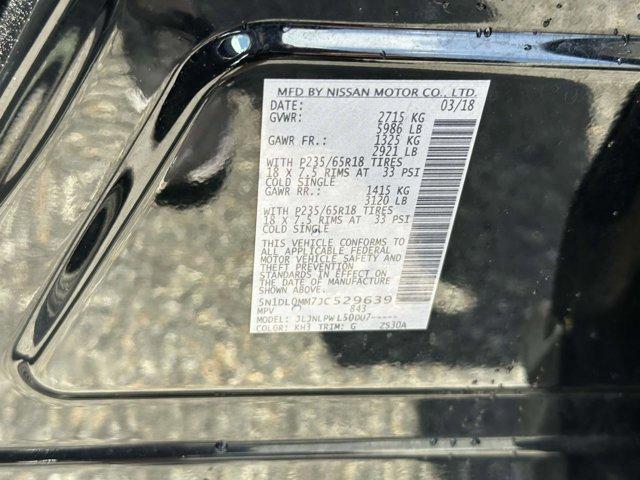 MFD BY NISSAN MOTOR CO., LTD.
DATE: 03/18
GVWR: 2715 KG
5986 LB
GAWR FR.: 1325 KG
2921 LB
WITH P235/65R18 TIRES
18 X 7.5 RIMS AT 33 PSI
COLD SINGLE
GAWR RR.: 1415 KG
3120 LB
WITH P235/65R18 TIRES
18 X 7.5 RIMS AT 33 PSI
COLD SINGLE
THIS VEHICLE CONFORMS TO
ALL APPLICABLE FEDERAL
MOTOR VEHICLE SAFETY AND
THEFT PREVENTION
STANDARDS IN EFFECT ON
DATE OF MANUFACTURE
SHOWN ABOVE.
5N1DL0MM7JC529639
MPV 843
MODEL: JLJNLPWL50DU7-----
COLOR: KH3 TRIM: G ZS30A